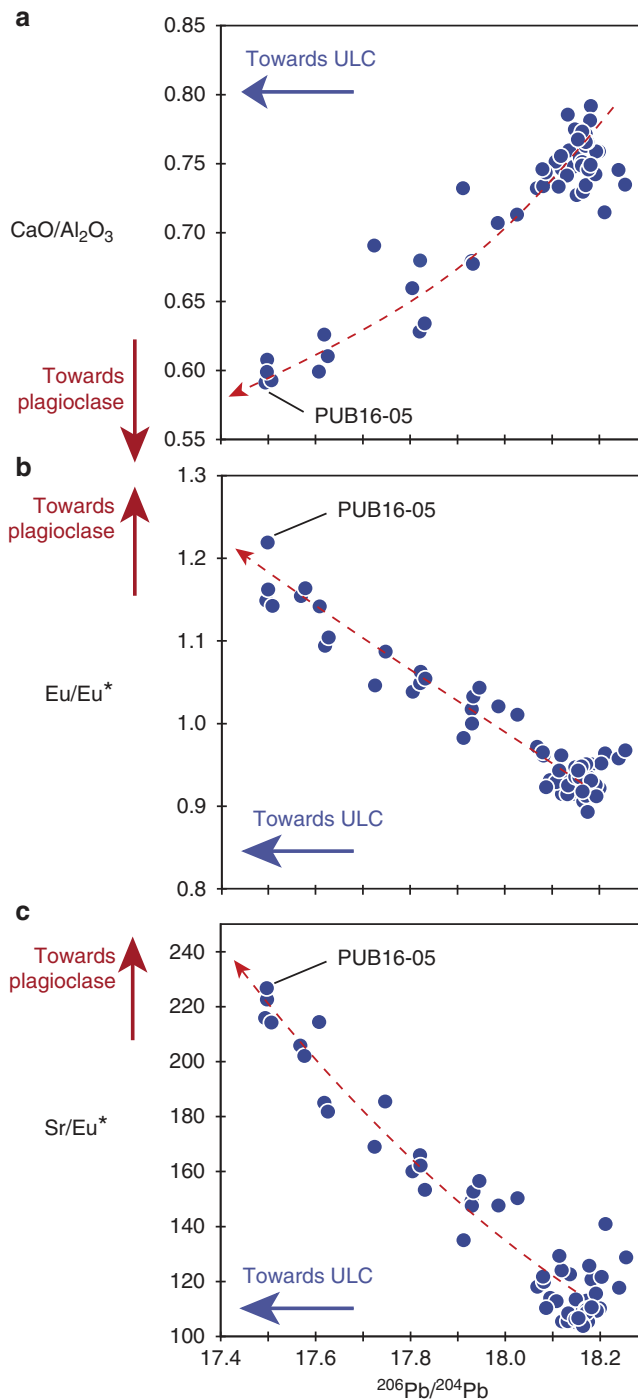 a
0.85
Towards ULC
0.80
0.75
CaO/Al₂O₃
0.70
0.65
Towards
plagioclase
0.60
PUB16-05
0.55
b
1.3
Towards
plagioclase
PUB16-05
1.2
1.1
Eu/Eu*
1.0
0.9
Towards ULC
0.8
c
240
Towards
plagioclase
PUB16-05
220
200
180
Sr/Eu*
160
140
120
Towards ULC
100
17.4 17.6 17.8 18.0 18.2
²⁰⁶Pb/²⁰⁴Pb